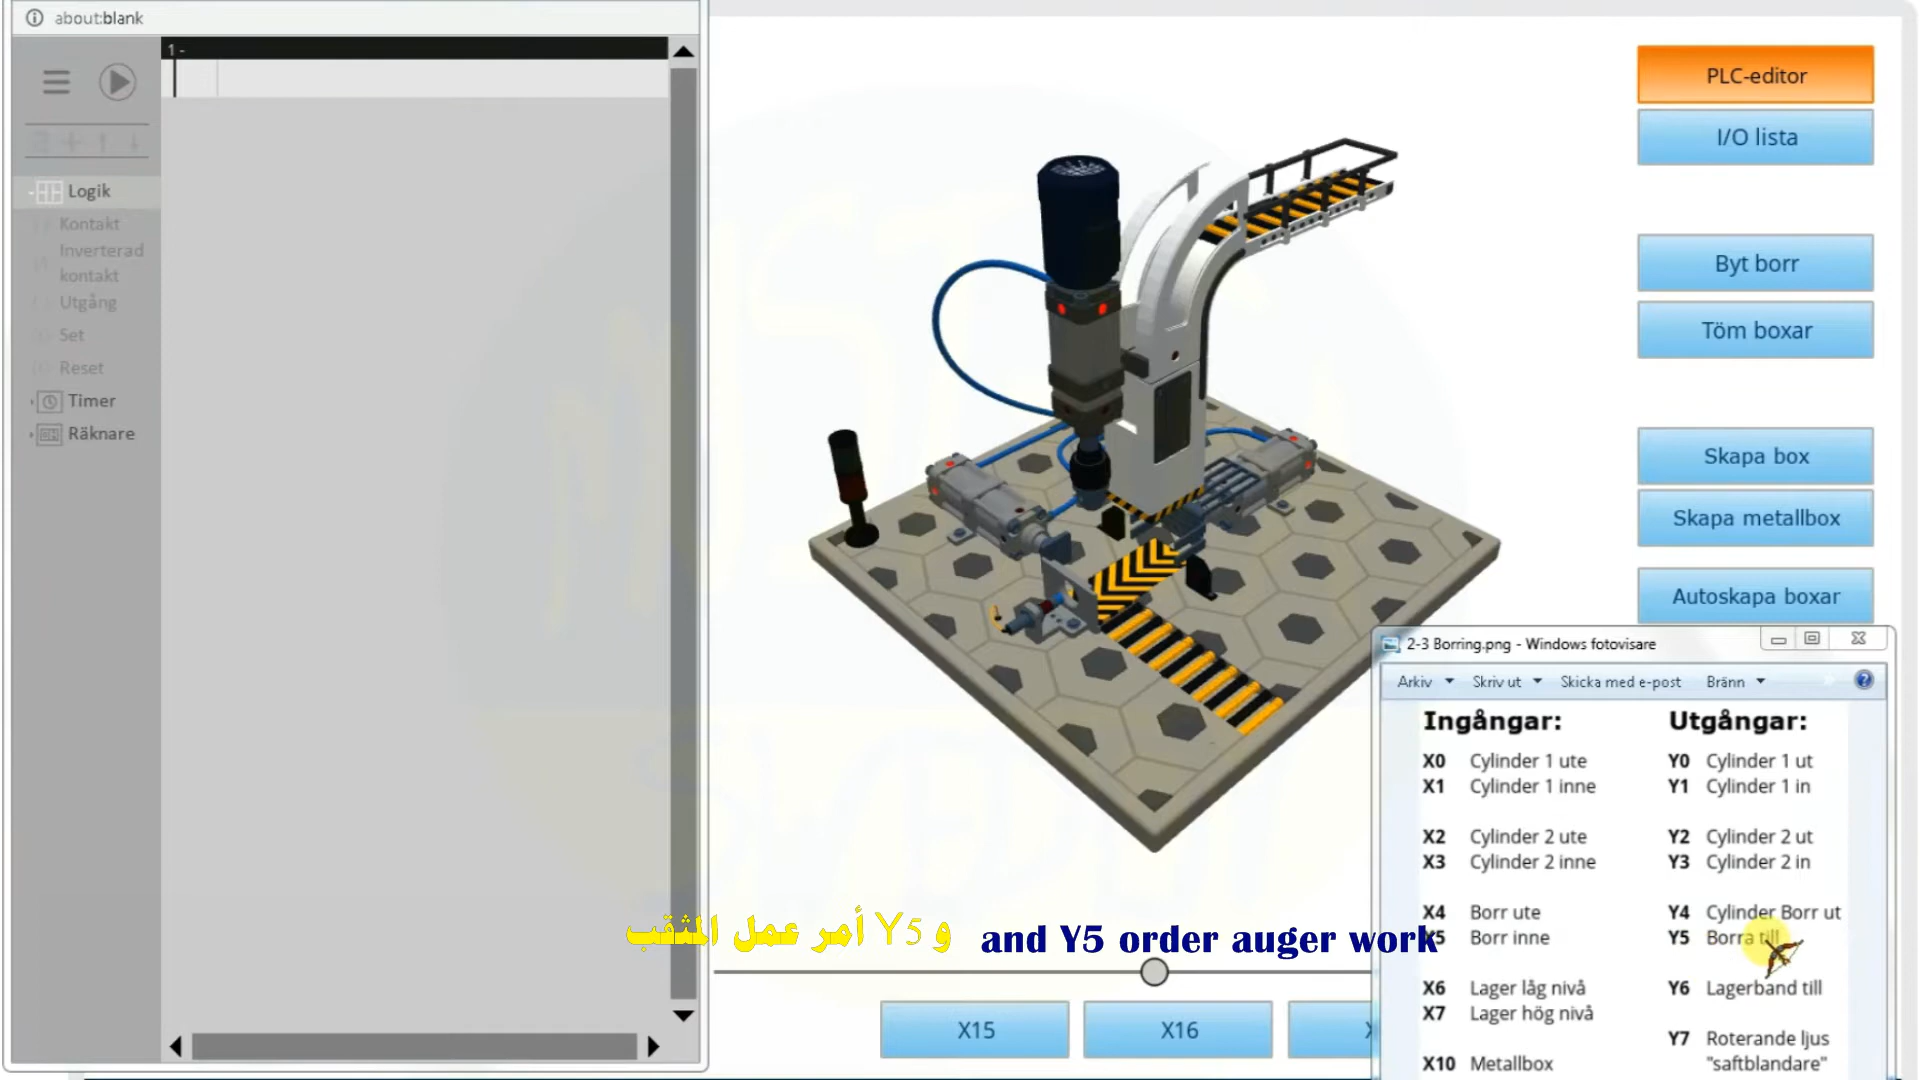 about:blank
1 -
Logik
Kontakt
Inverterad
kontakt
Utgång
Set
Reset
Timer
Räknare
PLC-editor
I/O lista
Byt borr
Töm boxar
Skapa box
Skapa metallbox
Autoskapa boxar
2-3 Borring.png - Windows fotovisare
Arkiv Skriv ut Skicka med e-post Bränn
Ingångar: Utgångar:
X0 Cylinder 1 ute Y0 Cylinder 1 ut
X1 Cylinder 1 inne Y1 Cylinder 1 in
X2 Cylinder 2 ute Y2 Cylinder 2 ut
X3 Cylinder 2 inne Y3 Cylinder 2 in
X4 Borr ute Y4 Cylinder Borr ut
X5 Borr inne Y5 Borra till
X6 Lager låg nivå Y6 Lagerband till
X7 Lager hög nivå
Y7 Roterande ljus
X10 Metallbox "saftblandare"
و Y5 أمر عمل المثقب
and Y5 order auger work
X15
X16